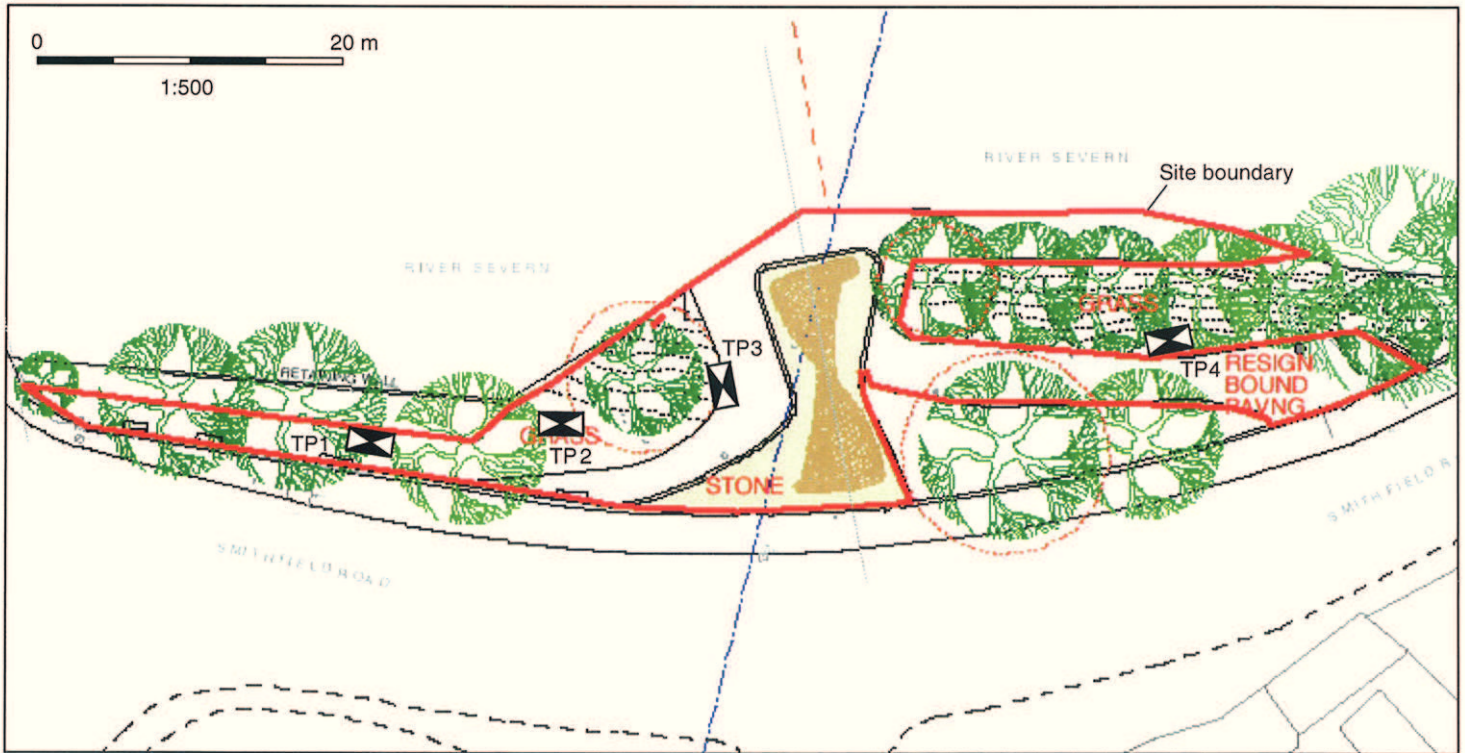 0 20 m
1:500
RIVER SEVERN
Site boundary
RIVER SEVERN
GRASS
TP3
RETAINING WALL
TP4
RESIGN
BOUND
PAVNG
TP1
GRASS
TP2
STONE
SMITHFIELD R
SMITHFIELD ROAD